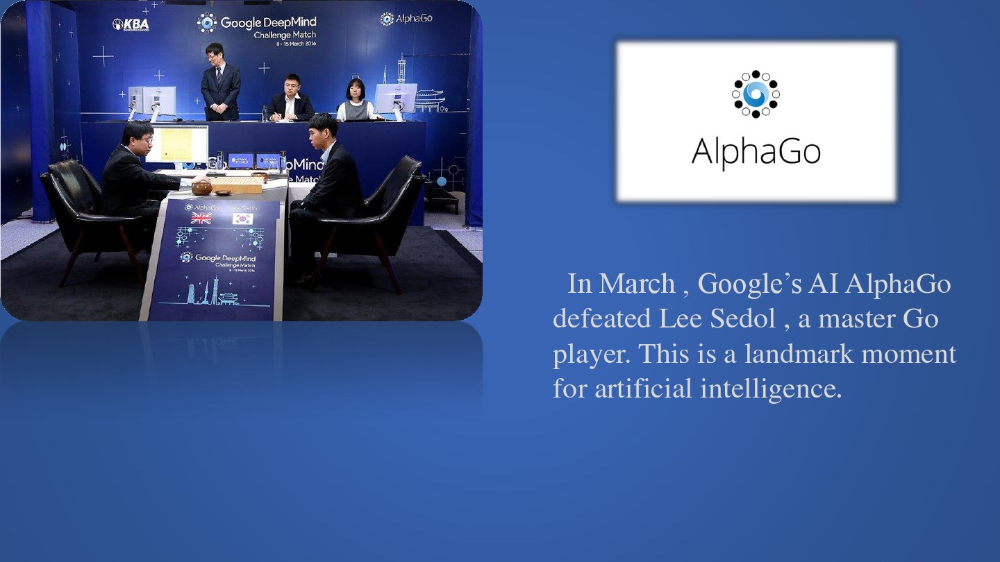 KBA
Google DeepMind
Challenge Match
8 - 15 March 2016
AlphaGo
AlphaGo Lee Sedol
Google DeepMind
Challenge Match
8 - 15 March 2016
AlphaGo
In March , Google’s AI AlphaGo
defeated Lee Sedol , a master Go
player. This is a landmark moment
for artificial intelligence.